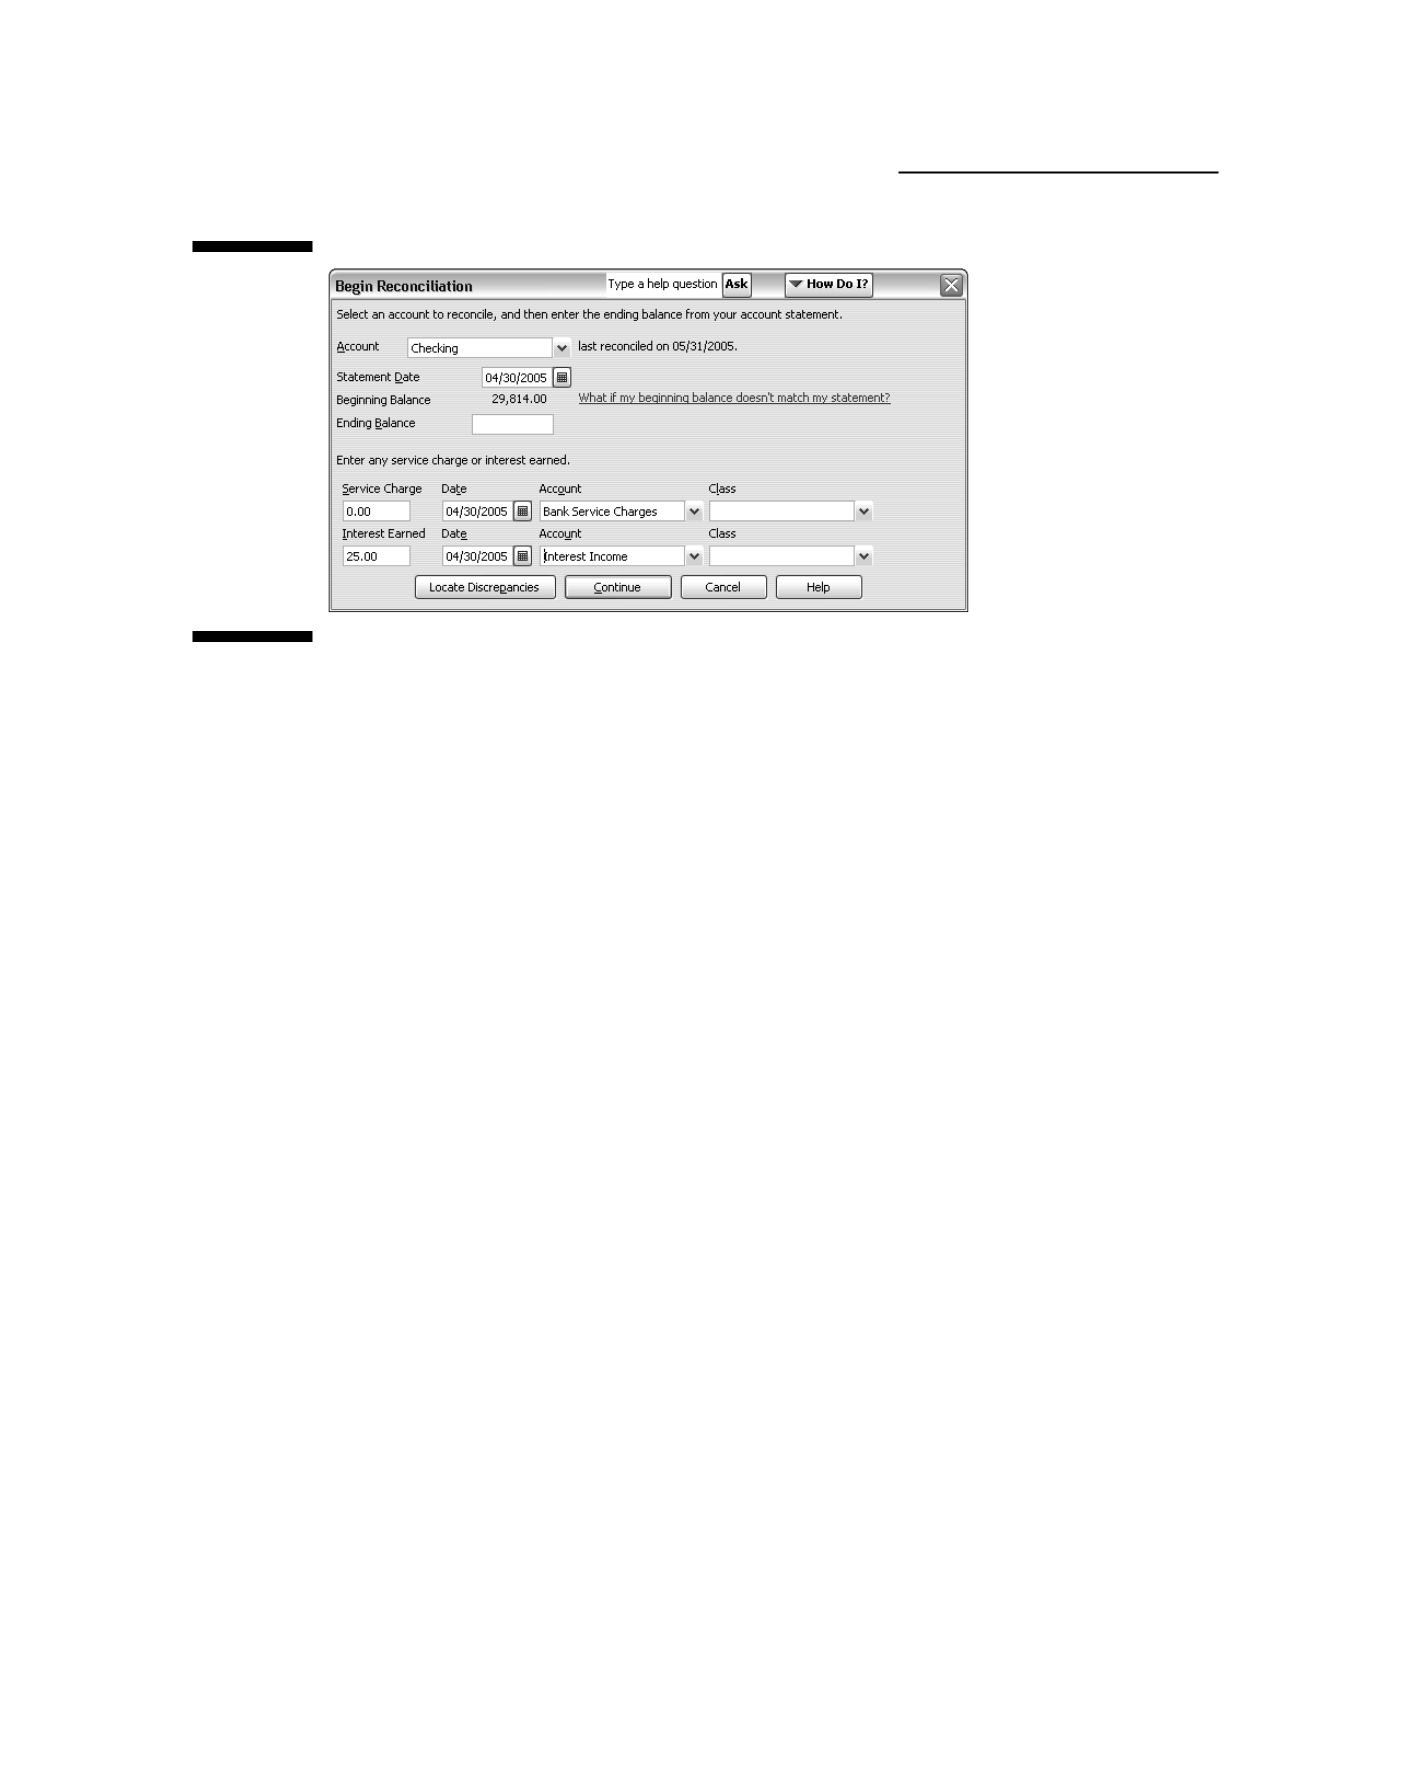 Begin Reconciliation Type a help question Ask How Do I?
Select an account to reconcile, and then enter the ending balance from your account statement.
Account Checking last reconciled on 05/31/2005.
Statement Date 04/30/2005
Beginning Balance 29,814.00 What if my beginning balance doesn't match my statement?
Ending Balance
Enter any service charge or interest earned.
Service Charge Date Account Class
0.00 04/30/2005 Bank Service Charges
Interest Earned Date Account Class
25.00 04/30/2005 Interest Income
Locate Discrepancies Continue Cancel Help